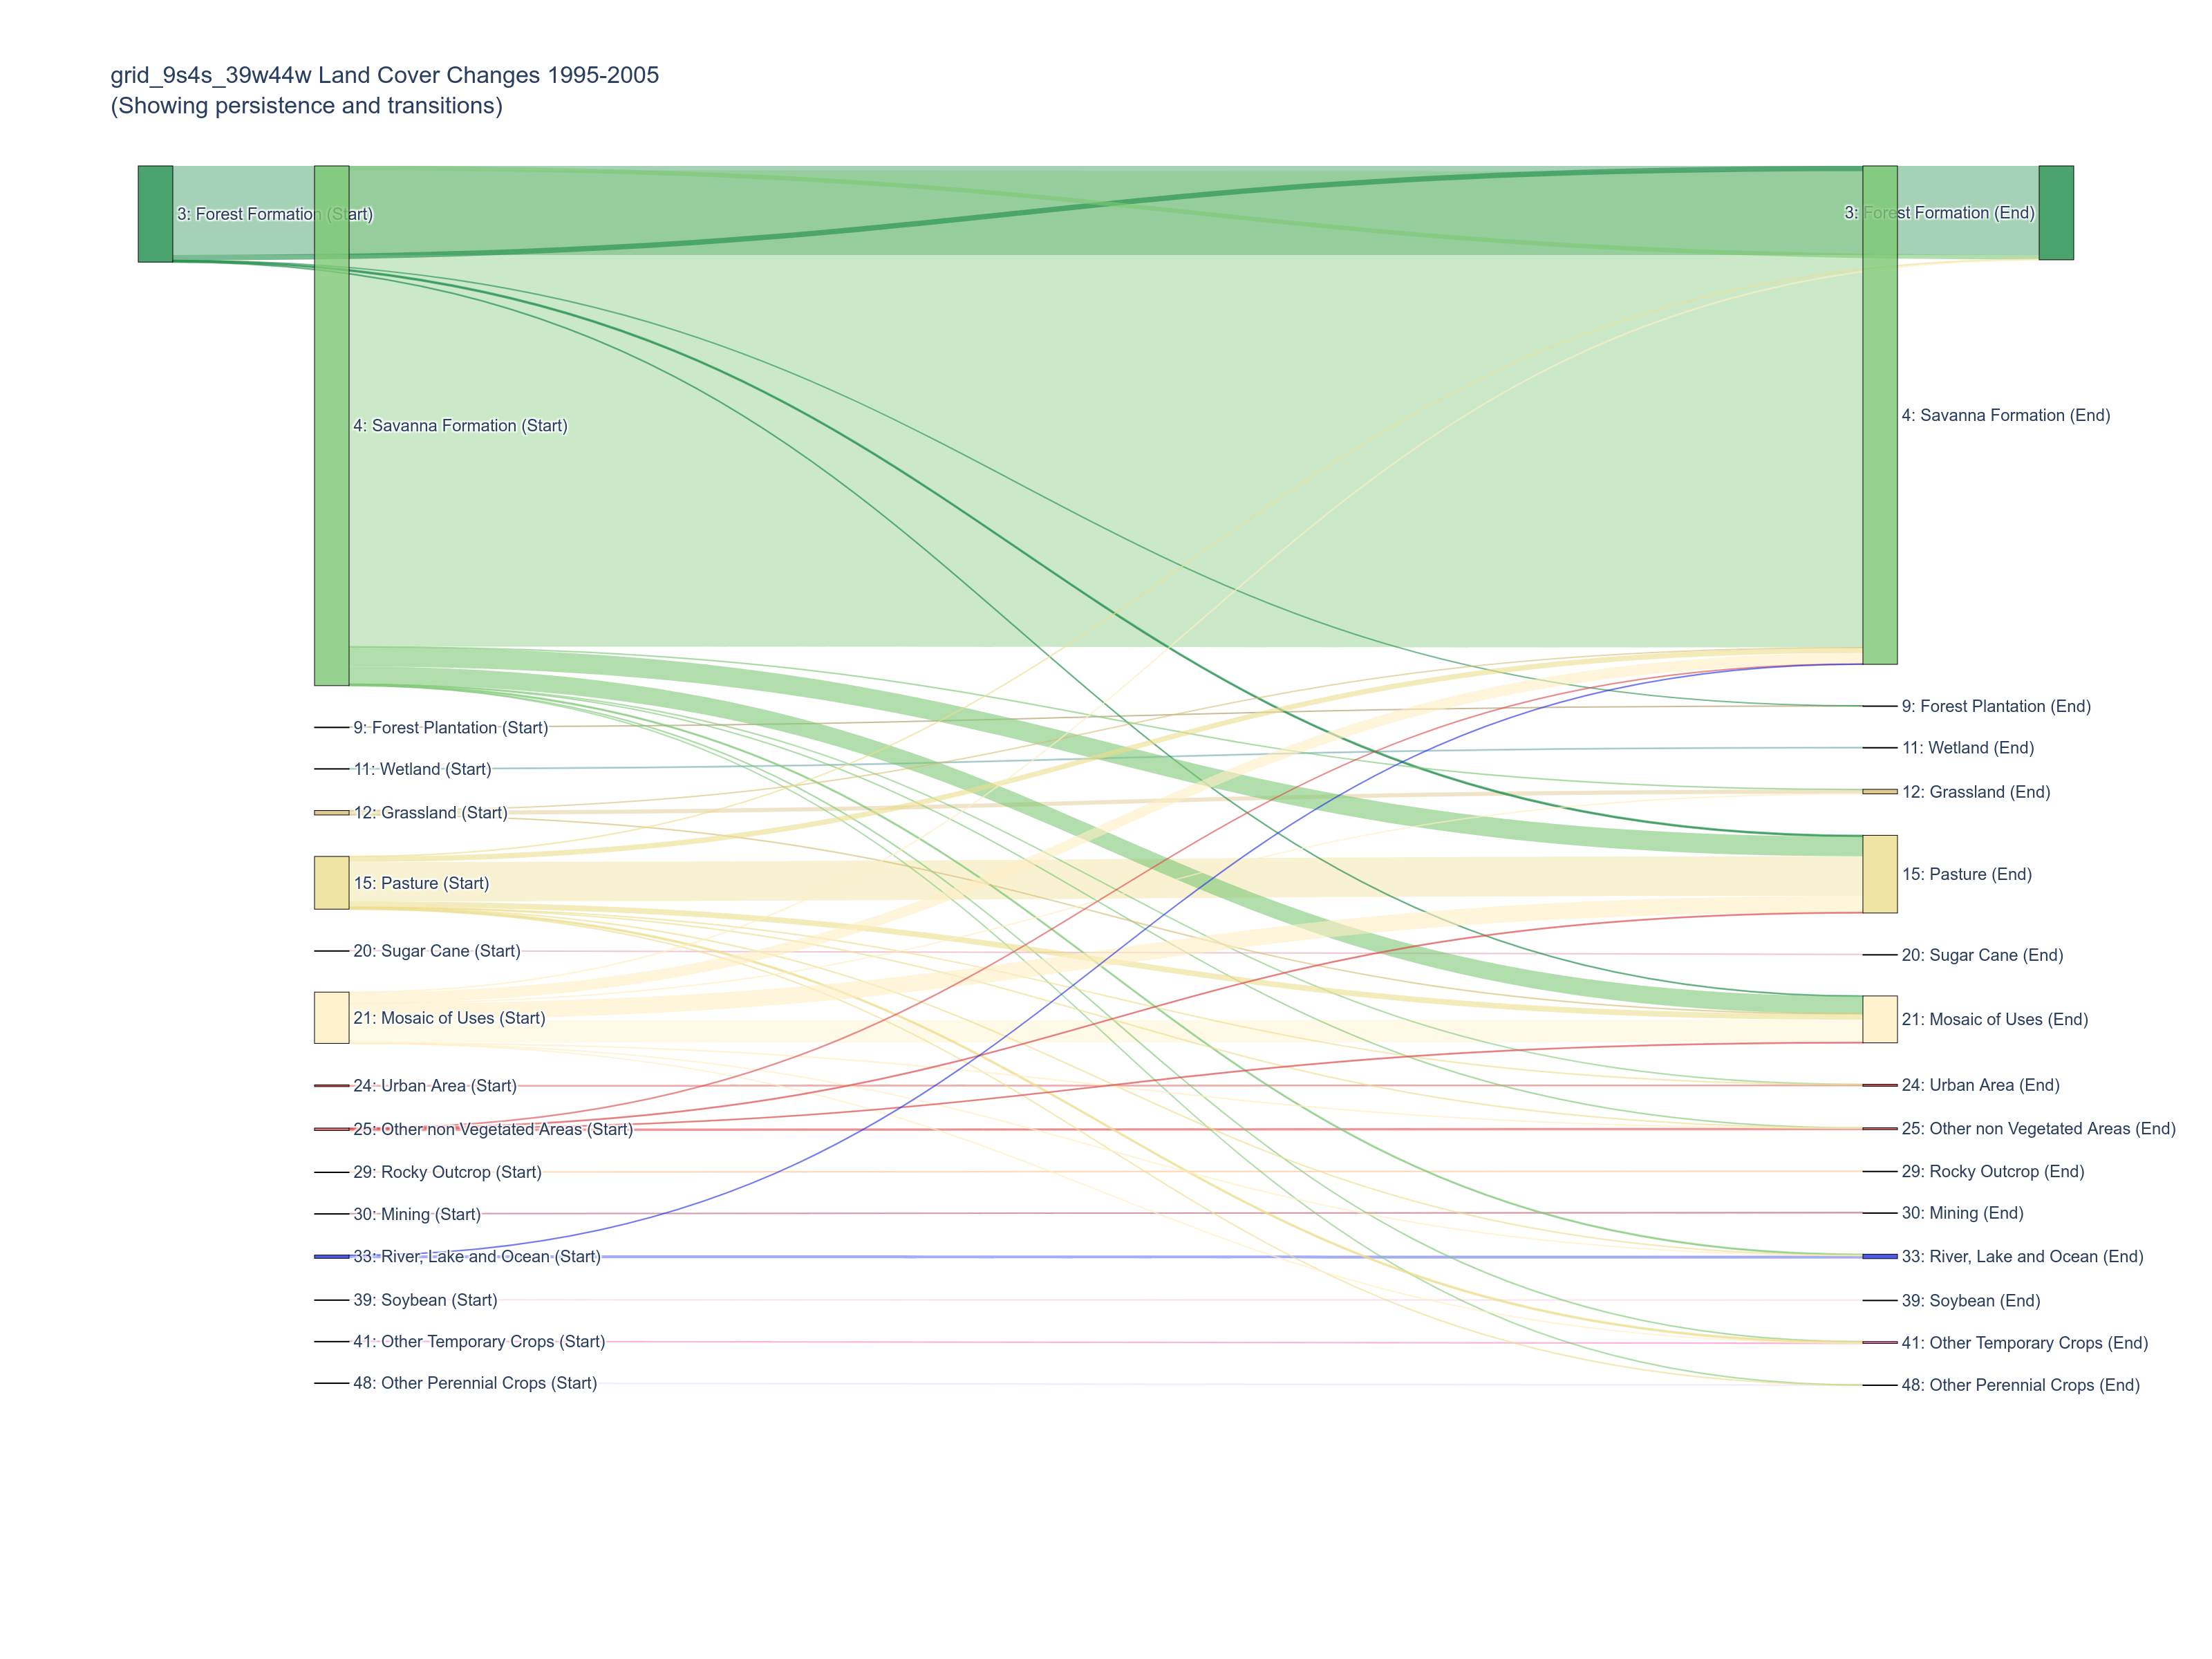 grid_9s4s_39w44w Land Cover Changes 1995-2005
(Showing persistence and transitions)
3: Forest Formation (Start)
3: Forest Formation (End)
4: Savanna Formation (Start)
4: Savanna Formation (End)
9: Forest Plantation (Start)
9: Forest Plantation (End)
11: Wetland (Start)
11: Wetland (End)
12: Grassland (Start)
12: Grassland (End)
15: Pasture (Start)
15: Pasture (End)
20: Sugar Cane (Start)
20: Sugar Cane (End)
21: Mosaic of Uses (Start)
21: Mosaic of Uses (End)
24: Urban Area (Start)
24: Urban Area (End)
25: Other non Vegetated Areas (Start)
25: Other non Vegetated Areas (End)
29: Rocky Outcrop (Start)
29: Rocky Outcrop (End)
30: Mining (Start)
30: Mining (End)
33: River, Lake and Ocean (Start)
33: River, Lake and Ocean (End)
39: Soybean (Start)
39: Soybean (End)
41: Other Temporary Crops (Start)
41: Other Temporary Crops (End)
48: Other Perennial Crops (Start)
48: Other Perennial Crops (End)